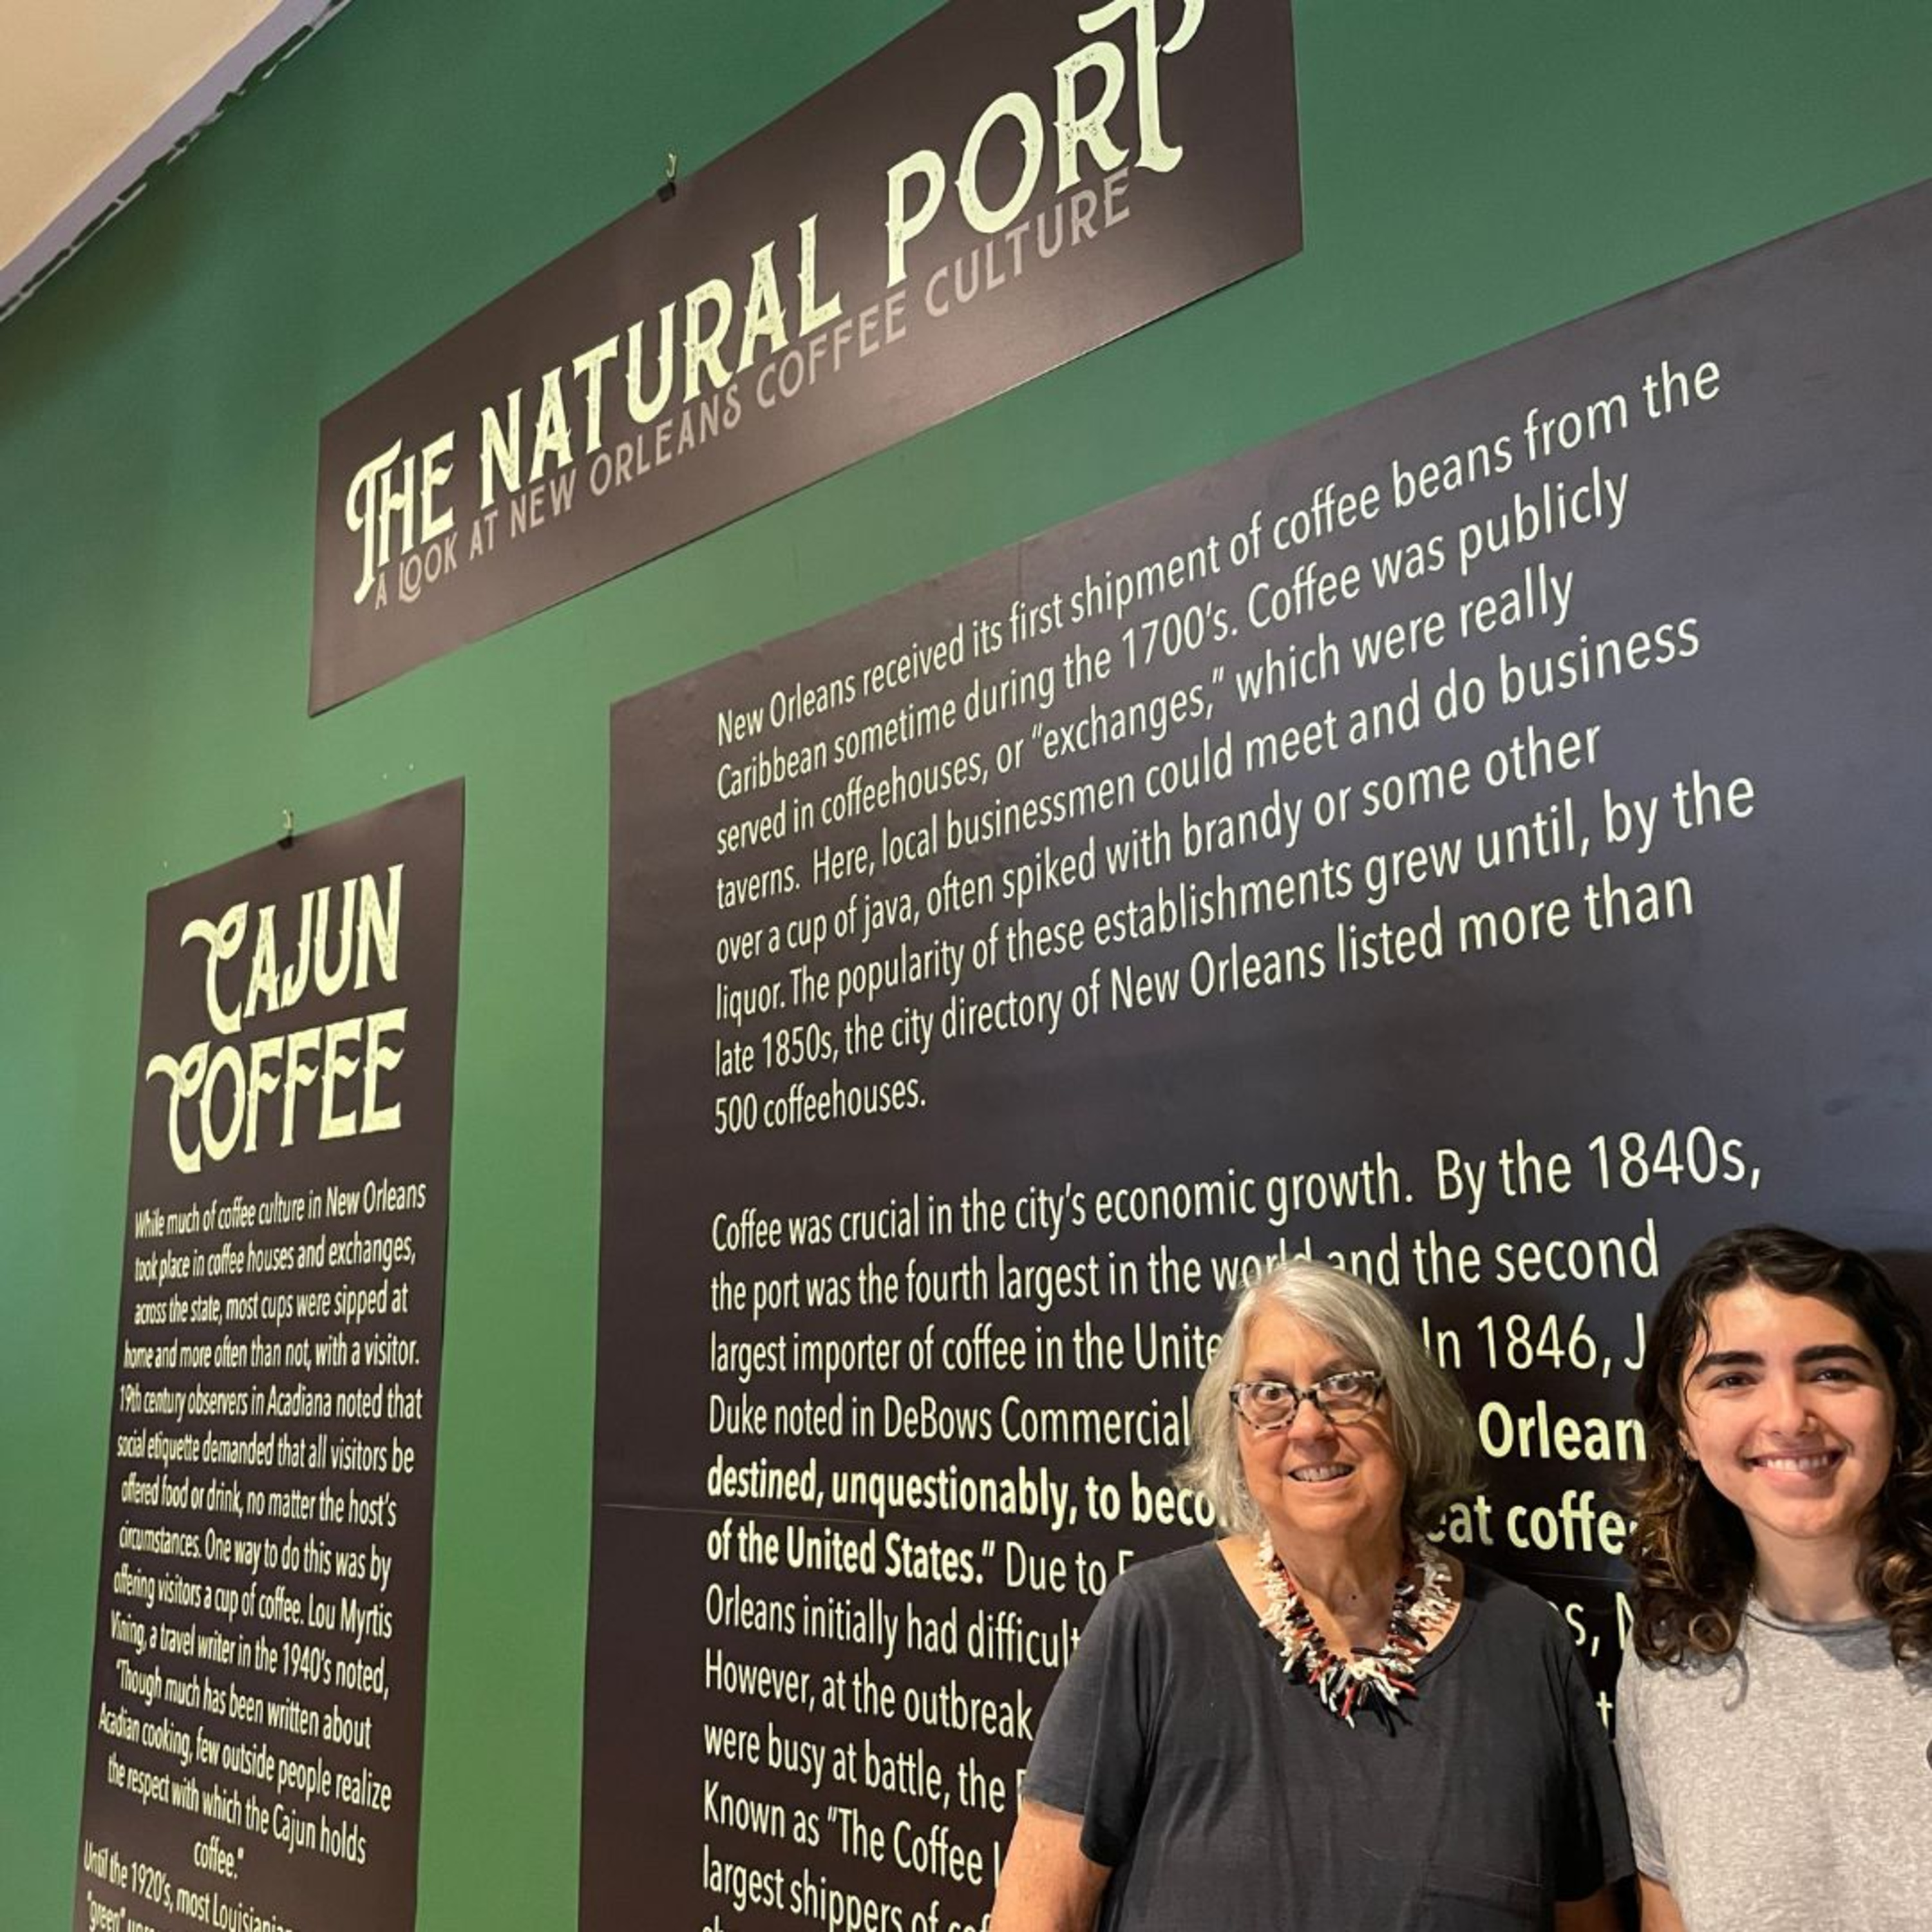 THE NATURAL PORT
A LOOK AT NEW ORLEANS COFFEE CULTURE
CAJUN
COFFEE
While much of coffee culture in New Orleans
took place in coffee houses and exchanges,
across the state, most cups were sipped at
home and more often than not, with a visitor.
19th century observers in Acadiana noted that
social etiquette demanded that all visitors be
offered food or drink, no matter the host's
circumstances. One way to do this was by
offering visitors a cup of coffee. Lou Myrtis
Vining, a travel writer in the 1940's noted,
"Though much has been written about
Acadian cooking, few outside people realize
the respect with which the Cajun holds
coffee."
Until the 1920's, most
"green"
New Orleans received its first shipment of coffee beans from the
Caribbean sometime during the 1700's. Coffee was publicly
served in coffeehouses, or "exchanges," which were really
taverns. Here, local businessmen could meet and do business
over a cup of java, often spiked with brandy or some other
liquor. The popularity of these establishments grew until, by the
late 1850s, the city directory of New Orleans listed more than
500 coffeehouses.
Coffee was crucial in the city's economic growth. By the 1840s,
the port was the fourth largest in the world and the second
largest importer of coffee in the Unite In 1846, J
Duke noted in DeBows Commercial Orlean
destined, unquestionably, to beco eat coffe
of the United States." Due to
Orleans initially had difficult
However, at the outbreak
were busy at battle, the
Known as "The Coffee
largest shippers of